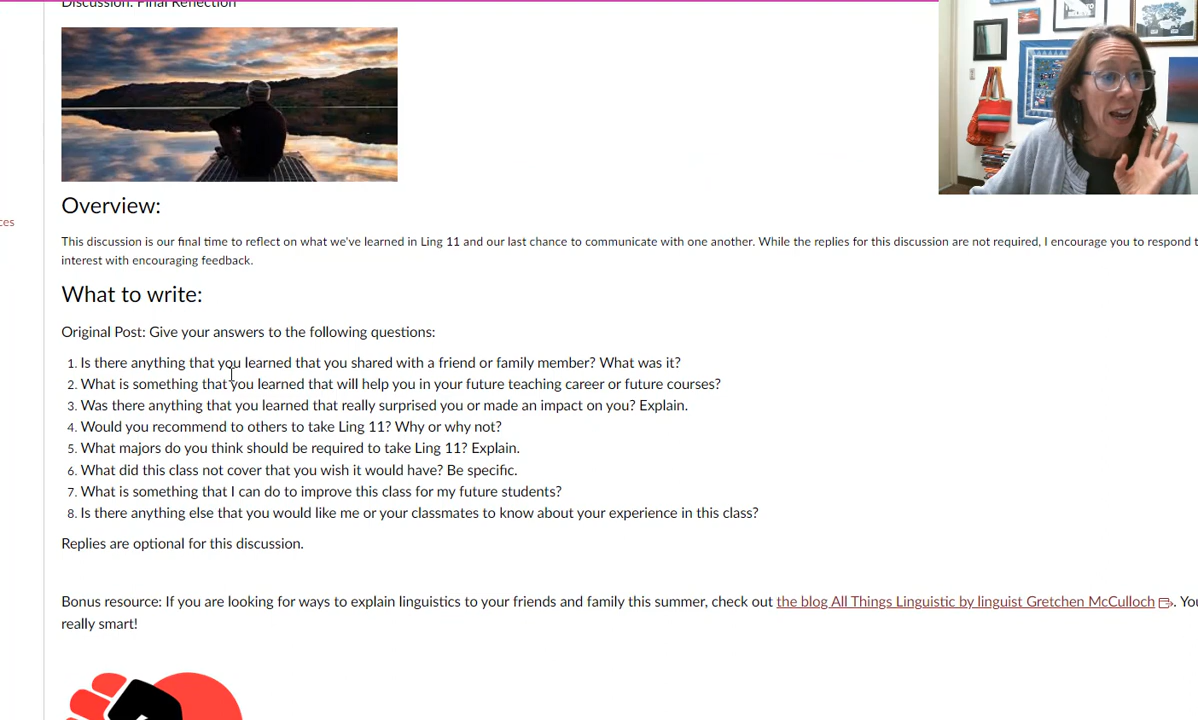 Discussion: Final Reflection
ces
Overview:
This discussion is our final time to reflect on what we've learned in Ling 11 and our last chance to communicate with one another. While the replies for this discussion are not required, I encourage you to respond t
interest with encouraging feedback.
What to write:
Original Post: Give your answers to the following questions:
1. Is there anything that you learned that you shared with a friend or family member? What was it?
2. What is something that you learned that will help you in your future teaching career or future courses?
3. Was there anything that you learned that really surprised you or made an impact on you? Explain.
4. Would you recommend to others to take Ling 11? Why or why not?
5. What majors do you think should be required to take Ling 11? Explain.
6. What did this class not cover that you wish it would have? Be specific.
7. What is something that I can do to improve this class for my future students?
8. Is there anything else that you would like me or your classmates to know about your experience in this class?
Replies are optional for this discussion.
Bonus resource: If you are looking for ways to explain linguistics to your friends and family this summer, check out the blog All Things Linguistic by linguist Gretchen McCulloch. You
really smart!